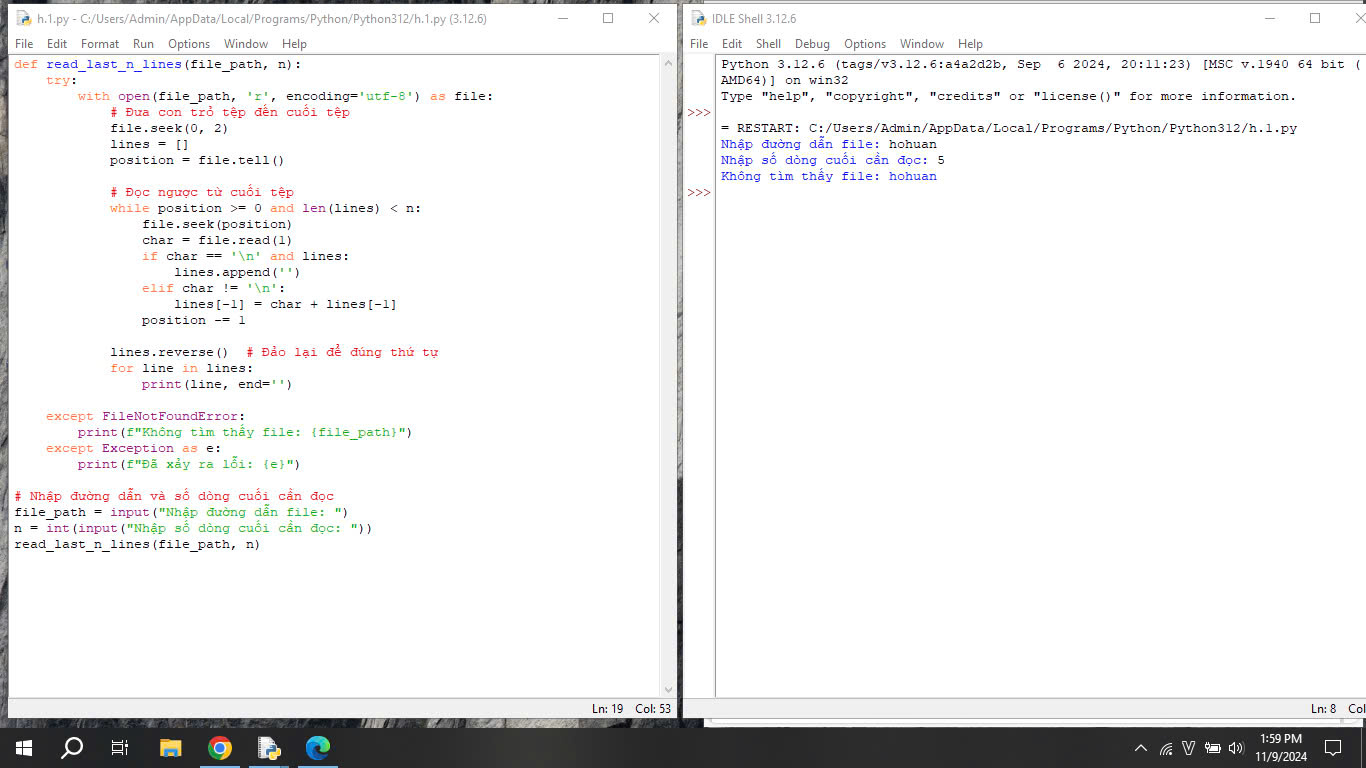 h.1.py - C:/Users/Admin/AppData/Local/Programs/Python/Python312/h.1.py (3.12.6)
File Edit Format Run Options Window Help
def read_last_n_lines(file_path, n):
    try:
        with open(file_path, 'r', encoding='utf-8') as file:
            # Đưa con trỏ tệp đến cuối tệp
            file.seek(0, 2)
            lines = []
            position = file.tell()
            # Đọc ngược từ cuối tệp
            while position >= 0 and len(lines) < n:
                file.seek(position)
                char = file.read(1)
                if char == '\n' and lines:
                    lines.append('')
                elif char != '\n':
                    lines[-1] = char + lines[-1]
                position -= 1
            lines.reverse()  # Đảo lại để đúng thứ tự
            for line in lines:
                print(line, end='')
    except FileNotFoundError:
        print(f"Không tìm thấy file: {file_path}")
    except Exception as e:
        print(f"Đã xảy ra lỗi: {e}")
# Nhập đường dẫn và số dòng cuối cần đọc
file_path = input("Nhập đường dẫn file: ")
n = int(input("Nhập số dòng cuối cần đọc: "))
read_last_n_lines(file_path, n)
Ln: 19 Col: 53
IDLE Shell 3.12.6
File Edit Shell Debug Options Window Help
Python 3.12.6 (tags/v3.12.6:a4a2d2b, Sep  6 2024, 20:11:23) [MSC v.1940 64 bit (
AMD64)] on win32
Type "help", "copyright", "credits" or "license()" for more information.
>>>
= RESTART: C:/Users/Admin/AppData/Local/Programs/Python/Python312/h.1.py
Nhập đường dẫn file: hohuan
Nhập số dòng cuối cần đọc: 5
Không tìm thấy file: hohuan
>>>
Ln: 8 Col
V
1:59 PM
11/9/2024